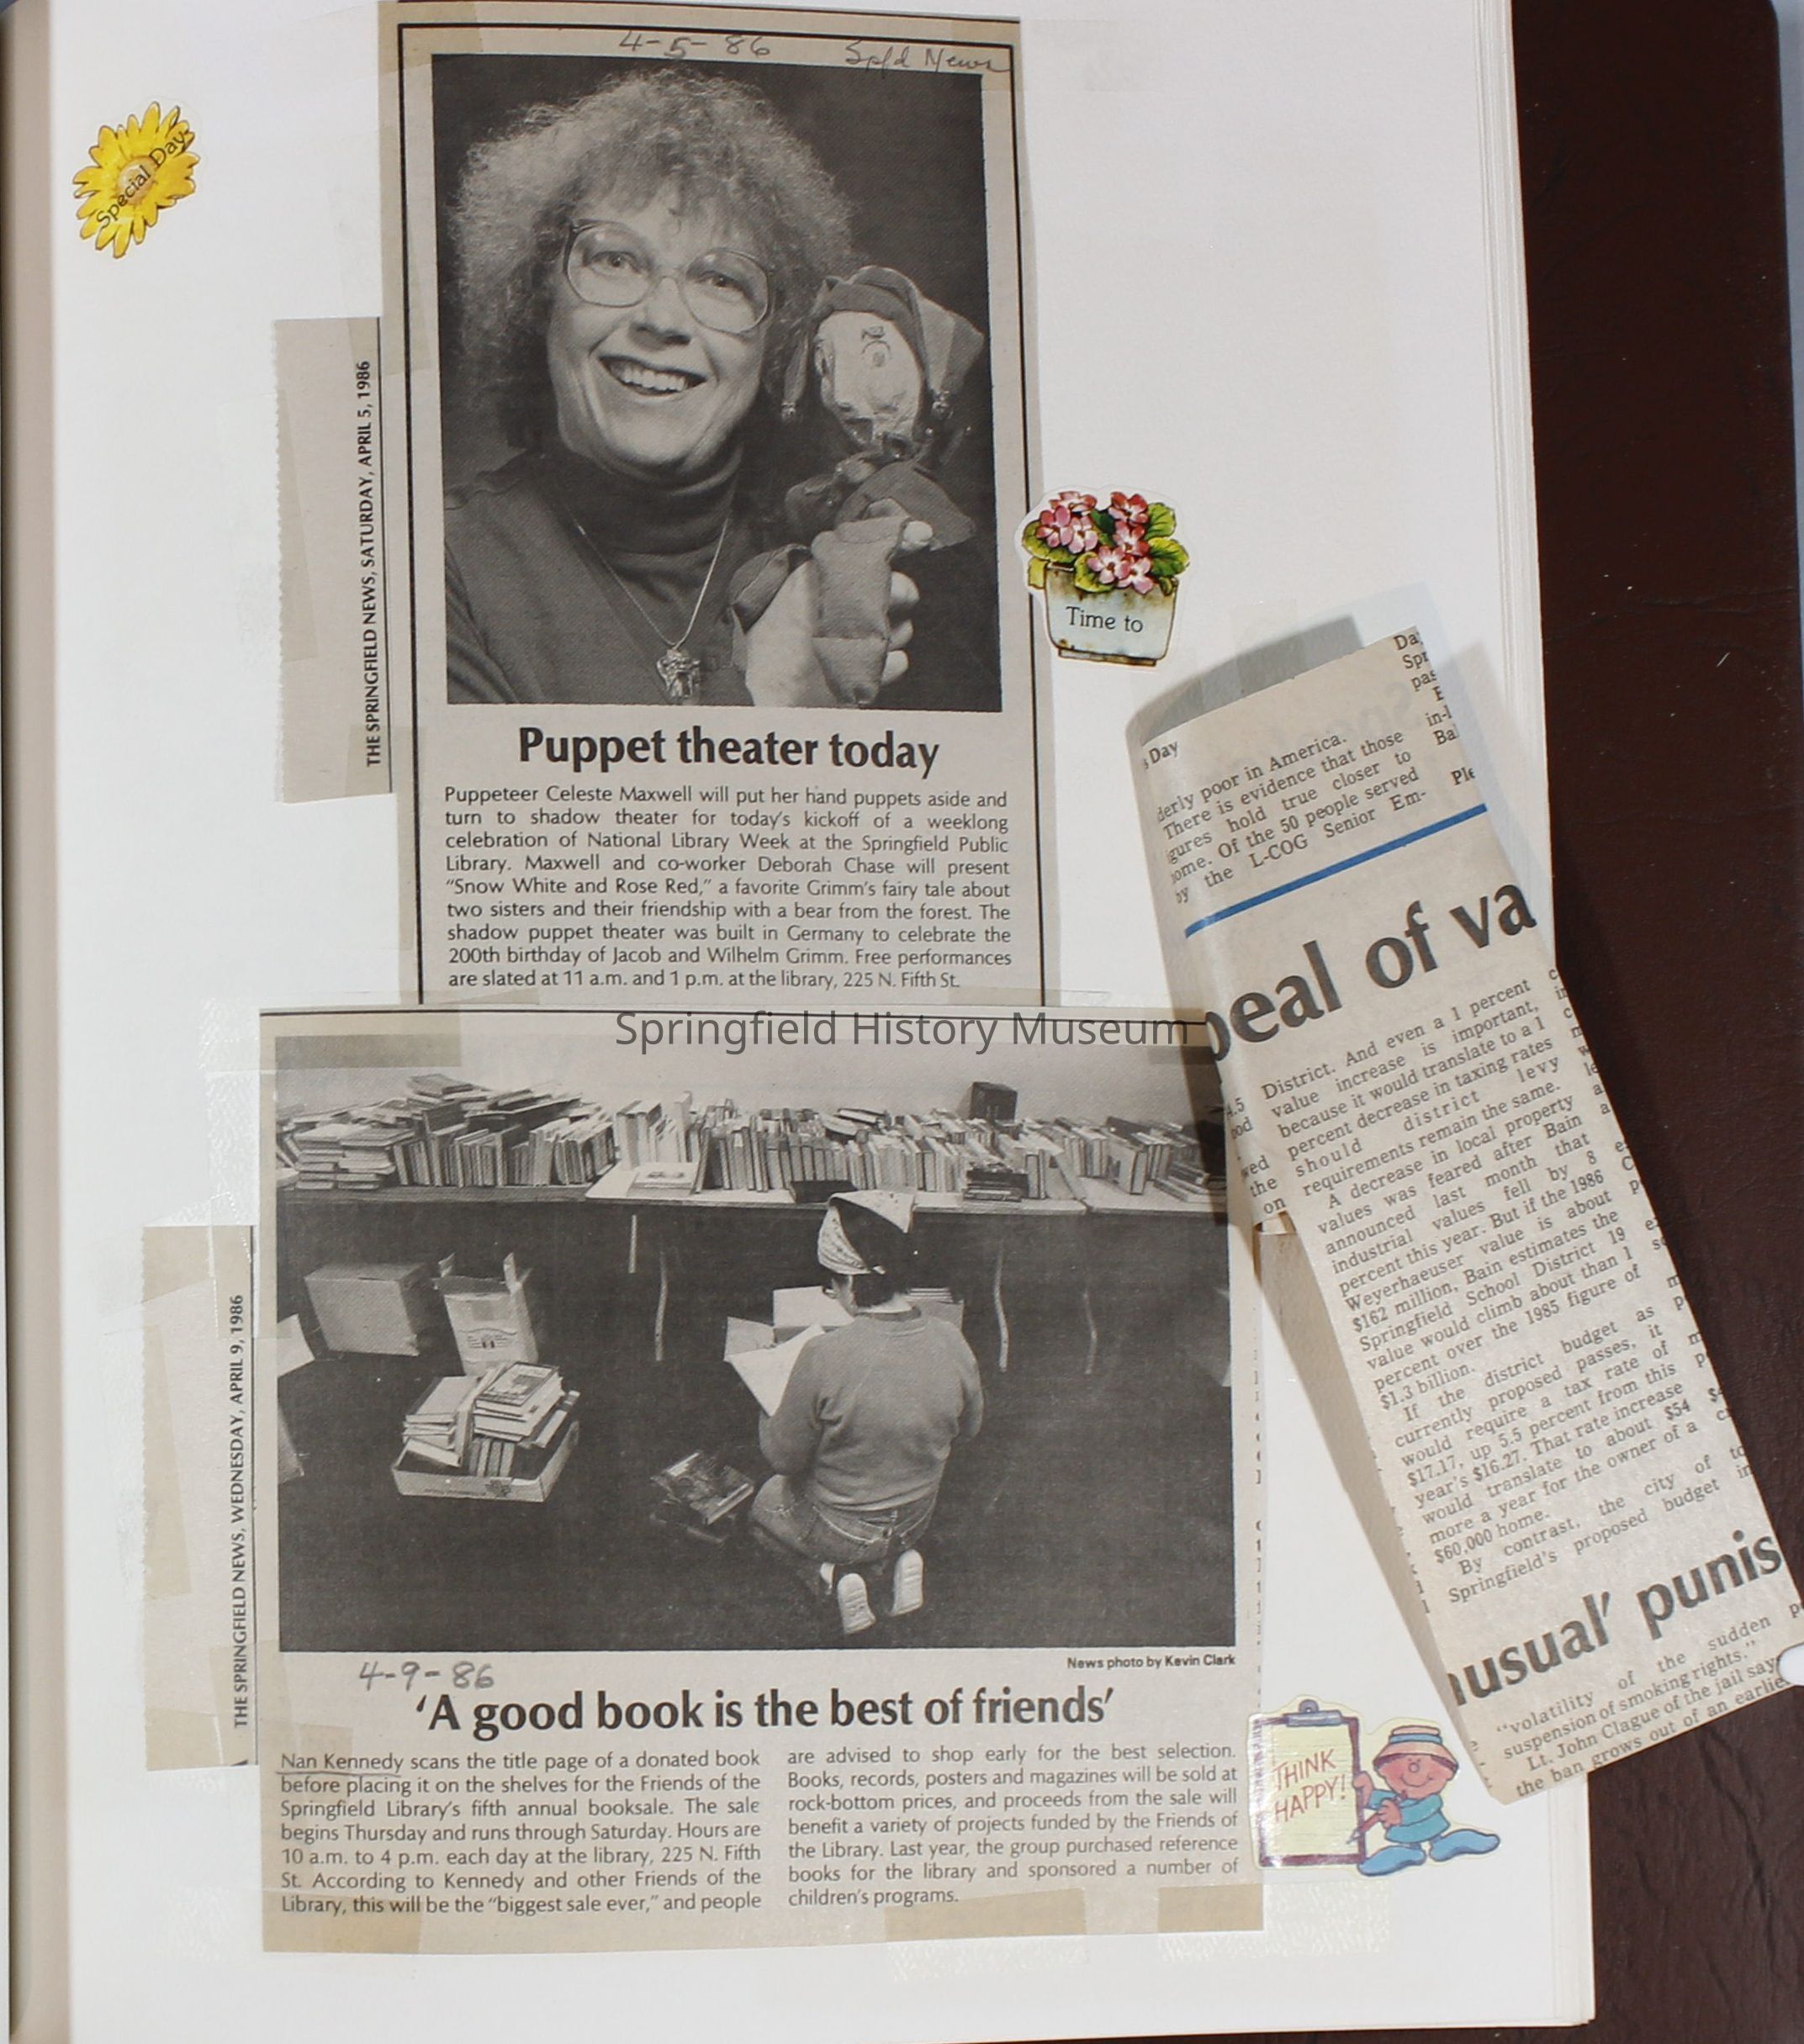 4-5-86 Spfd News
Special Day
THE SPRINGFIELD NEWS, SATURDAY, APRIL 5, 1986
Time to
Puppet theater today
Puppeteer Celeste Maxwell will put her hand puppets aside and
turn to shadow theater for today's kickoff of a weeklong
celebration of National Library Week at the Springfield Public
Library. Maxwell and co-worker Deborah Chase will present
"Snow White and Rose Red," a favorite Grimm's fairy tale about
two sisters and their friendship with a bear from the forest. The
shadow puppet theater was built in Germany to celebrate the
200th birthday of Jacob and Wilhelm Grimm. Free performances
are slated at 11 a.m. and 1 p.m. at the library, 225 N. Fifth St.
Springfield History Museum
THE SPRINGFIELD NEWS, WEDNESDAY, APRIL 9, 1986
News photo by Kevin Clark
4-9-86
'A good book is the best of friends'
Nan Kennedy scans the title page of a donated book
before placing it on the shelves for the Friends of the
Springfield Library's fifth annual booksale. The sale
begins Thursday and runs through Saturday. Hours are
10 a.m. to 4 p.m. each day at the library, 225 N. Fifth
St. According to Kennedy and other Friends of the
Library, this will be the "biggest sale ever," and people
are advised to shop early for the best selection.
Books, records, posters and magazines will be sold at
rock-bottom prices, and proceeds from the sale will
benefit a variety of projects funded by the Friends of
the Library. Last year, the group purchased reference
books for the library and sponsored a number of
children's programs.
THINK
HAPPY!
Day
derly poor in America.
There is evidence that those
igures hold true closer to
ome. Of the 50 people served
by the L-COG Senior Em-
Spr
pas
in-l
Ba
Ple
peal of va
4.5
ood
wed
the
on
District. And even a 1 percent
value increase is important,
because it would translate to a 1
percent decrease in taxing rates
should district levy
requirements remain the same.
A decrease in local property
values was feared after Bain
announced last month that
industrial values fell by 8
percent this year. But if the 1986
Weyerhaeuser value is about
$162 million, Bain estimates the
Springfield School District 19
value would climb about than 1
percent over the 1985 figure of
$1.3 billion.
If the district budget as
currently proposed passes, it
would require a tax rate of
$17.17, up 5.5 percent from this
year's $16.27. That rate increase
would translate to about $54
more a year for the owner of a
$60,000 home.
By contrast, the city of
Springfield's proposed budget
nusual' punis
"volatility of the sudden
suspension of smoking rights."
Lt. John Clague of the jail says
the ban grows out of an earlie